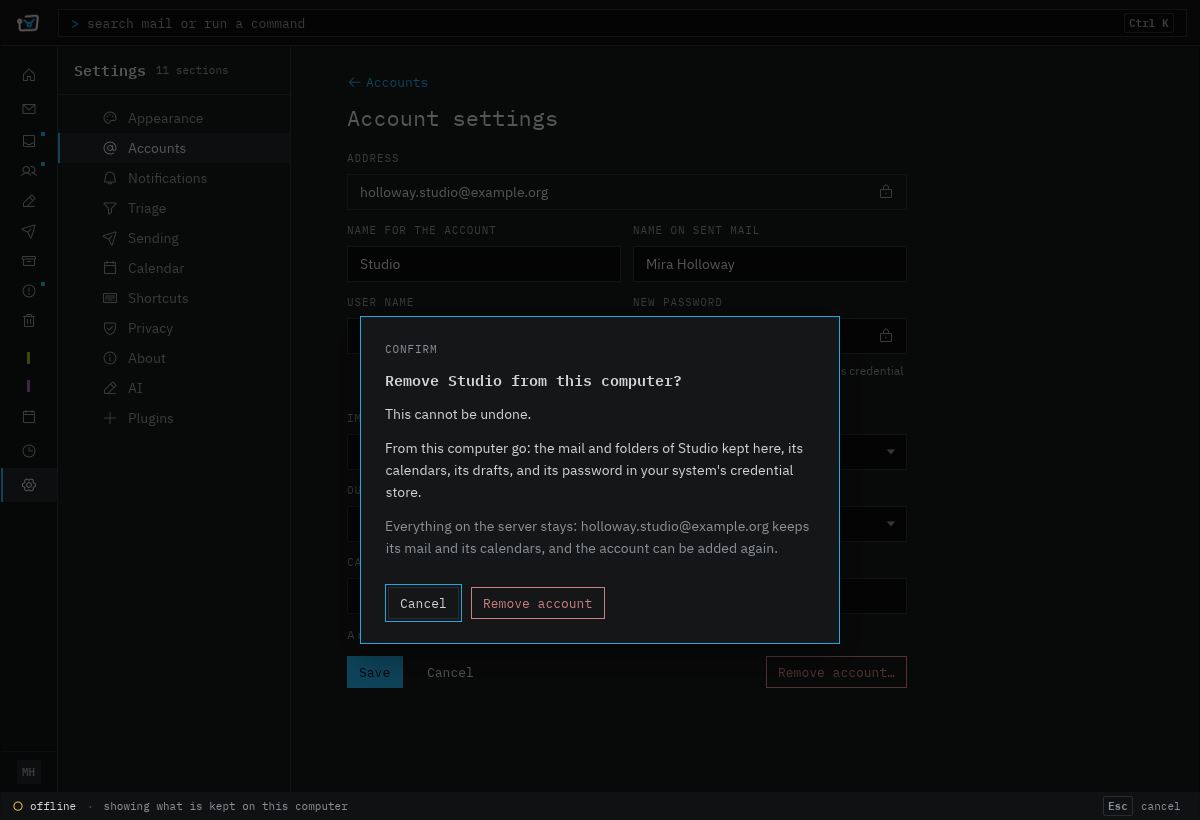 > search mail or run a command
Ctrl K
Settings 11 sections
Appearance
Accounts
Notifications
Triage
Sending
Calendar
Shortcuts
Privacy
About
AI
Plugins
← Accounts
Account settings
ADDRESS
holloway.studio@example.org
NAME FOR THE ACCOUNT
NAME ON SENT MAIL
Studio
Mira Holloway
USER NAME
NEW PASSWORD
s credential
CONFIRM
Remove Studio from this computer?
This cannot be undone.
From this computer go: the mail and folders of Studio kept here, its
calendars, its drafts, and its password in your system's credential
store.
Everything on the server stays: holloway.studio@example.org keeps
its mail and its calendars, and the account can be added again.
Cancel
Remove account
Save
Cancel
Remove account…
MH
offline · showing what is kept on this computer
Esc cancel